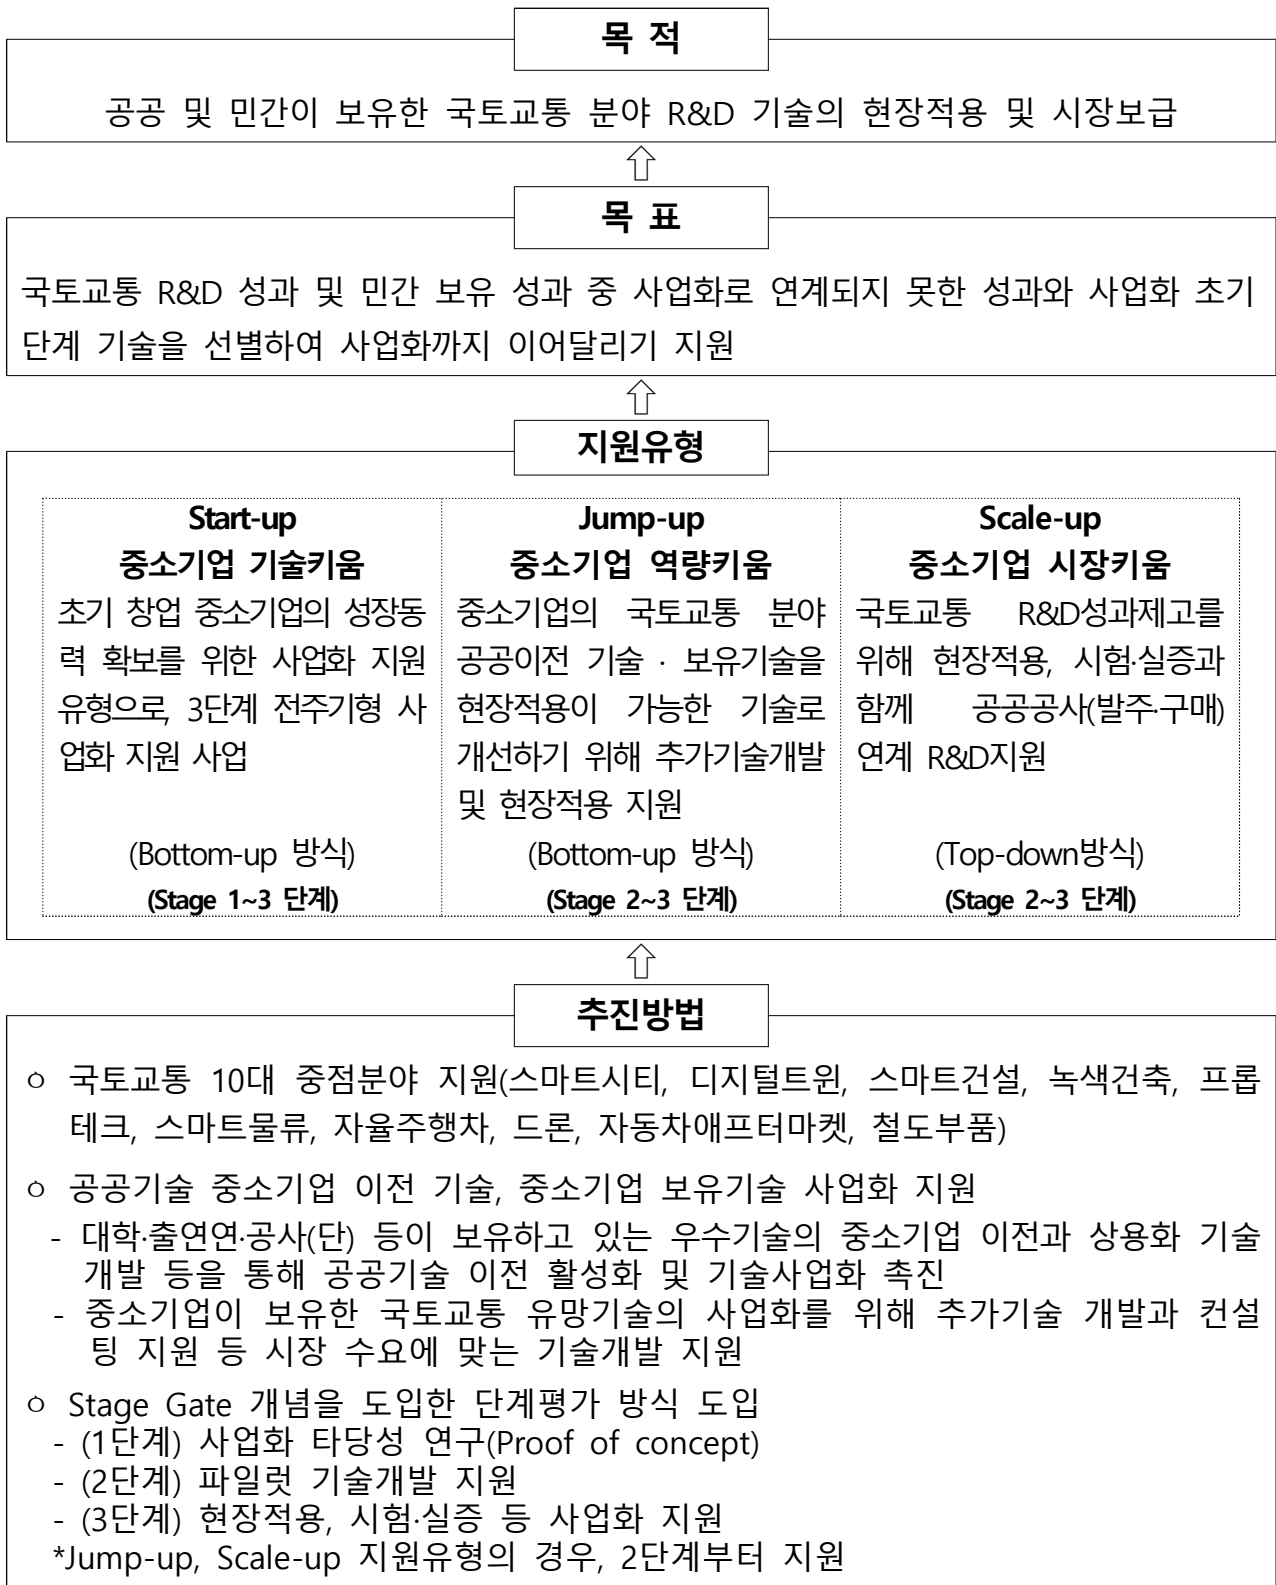 목 적
공공 및 민간이 보유한 국토교통 분야 R&D 기술의 현장적용 및 시장보급
목 표
국토교통 R&D 성과 및 민간 보유 성과 중 사업화로 연계되지 못한 성과와 사업화 초기
단계 기술을 선별하여 사업화까지 이어달리기 지원
지원유형
Start-up
중소기업 기술키움
초기 창업 중소기업의 성장동
력 확보를 위한 사업화 지원
유형으로, 3단계 전주기형 사
업화 지원 사업
(Bottom-up 방식)
(Stage 1~3 단계)
Jump-up
중소기업 역량키움
중소기업의 국토교통 분야
공공이전 기술 · 보유기술을
현장적용이 가능한 기술로
개선하기 위해 추가기술개발
및 현장적용 지원
(Bottom-up 방식)
(Stage 2~3 단계)
Scale-up
중소기업 시장키움
국토교통 R&D성과제고를
위해 현장적용, 시험·실증과
함께 공공공사(발주·구매)
연계 R&D지원
(Top-down방식)
(Stage 2~3 단계)
추진방법
ㅇ 국토교통 10대 중점분야 지원(스마트시티, 디지털트윈, 스마트건설, 녹색건축, 프롭
테크, 스마트물류, 자율주행차, 드론, 자동차애프터마켓, 철도부품)
ㅇ 공공기술 중소기업 이전 기술, 중소기업 보유기술 사업화 지원
- 대학·출연연·공사(단) 등이 보유하고 있는 우수기술의 중소기업 이전과 상용화 기술
개발 등을 통해 공공기술 이전 활성화 및 기술사업화 촉진
- 중소기업이 보유한 국토교통 유망기술의 사업화를 위해 추가기술 개발과 컨설
팅 지원 등 시장 수요에 맞는 기술개발 지원
ㅇ Stage Gate 개념을 도입한 단계평가 방식 도입
- (1단계) 사업화 타당성 연구(Proof of concept)
- (2단계) 파일럿 기술개발 지원
- (3단계) 현장적용, 시험·실증 등 사업화 지원
*Jump-up, Scale-up 지원유형의 경우, 2단계부터 지원